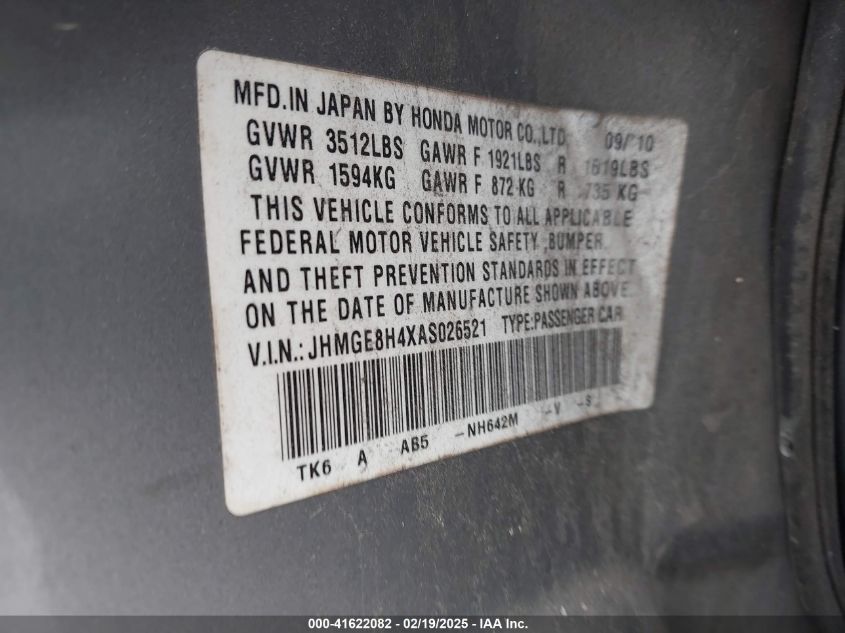 MFD.IN JAPAN BY HONDA MOTOR CO.,LTD 09/10
GVWR 3512LBS GAWR F 1921LBS R 1619LBS
GVWR 1594KG GAWR F 872 KG R 735 KG
THIS VEHICLE CONFORMS TO ALL APPLICABLE
FEDERAL MOTOR VEHICLE SAFETY ,BUMPER
AND THEFT PREVENTION STANDARDS IN EFFECT
ON THE DATE OF MANUFACTURE SHOWN ABOVE.
V.I.N.: JHMGE8H4XAS026521 TYPE:PASSENGER CAR
TK6 A AB5 -NH642M -V -S
000-41622082 - 02/19/2025 - IAA Inc.